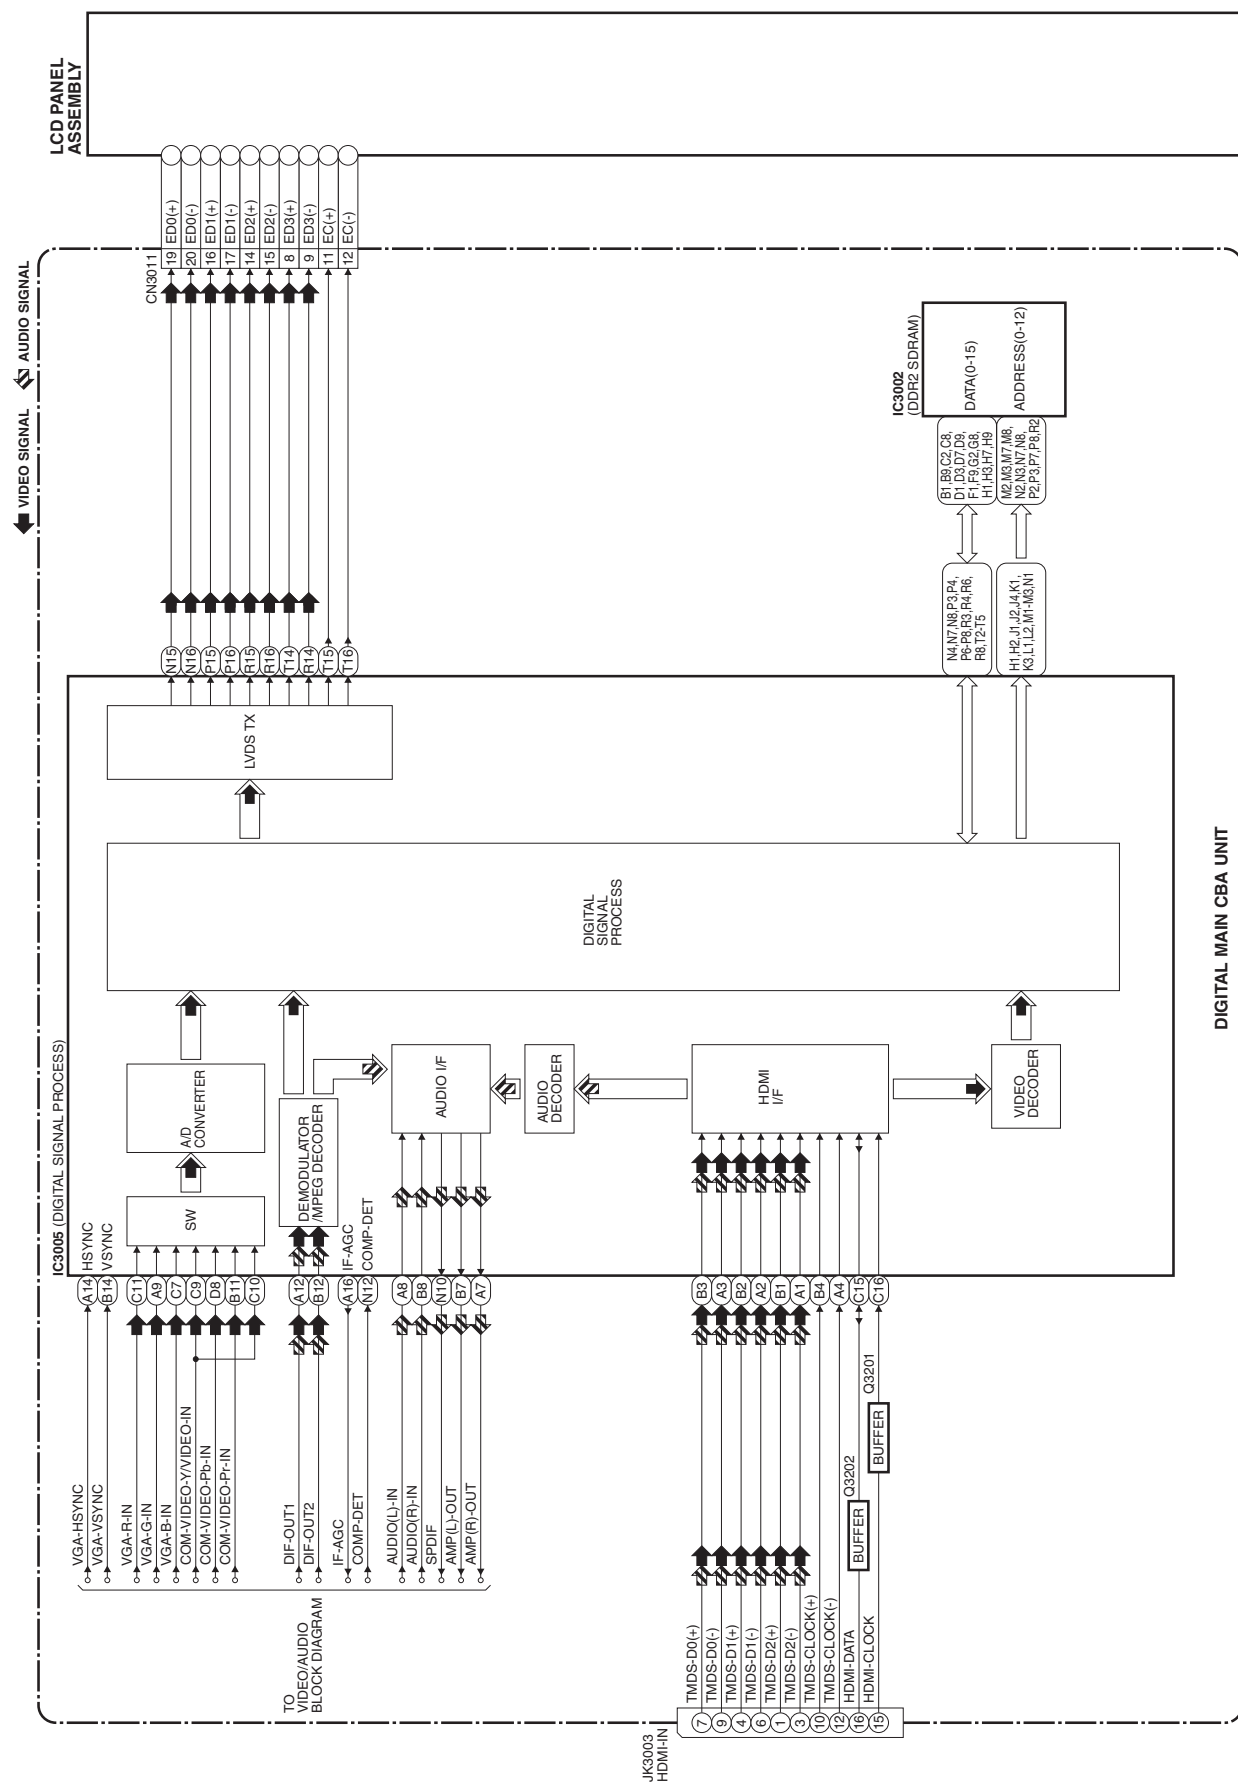 VIDEO SIGNAL
AUDIO SIGNAL
LCD PANEL
ASSEMBLY
DIGITAL MAIN CBA UNIT
IC3005 (DIGITAL SIGNAL PROCESS)
TO
VIDEO/AUDIO
BLOCK DIAGRAM
VGA-HSYNC
A14
HSYNC
VGA-VSYNC
B14
VSYNC
VGA-R-IN
C11
VGA-G-IN
A9
VGA-B-IN
C7
COM-VIDEO-Y/VIDEO-IN
C9
COM-VIDEO-Pb-IN
D8
COM-VIDEO-Pr-IN
B11
C10
SW
A/D
CONVERTER
DIF-OUT1
A12
DIF-OUT2
B12
DEMODULATOR
/MPEG DECODER
IF-AGC
A16
IF-AGC
COMP-DET
N12
COMP-DET
AUDIO(L)-IN
A8
AUDIO(R)-IN
B8
SPDIF
N10
AMP(L)-OUT
B7
AMP(R)-OUT
A7
AUDIO I/F
AUDIO
DECODER
HDMI
I/F
VIDEO
DECODER
DIGITAL
SIGNAL
PROCESS
LVDS TX
JK3003
HDMI-IN
7 TMDS-D0(+)
B3
9 TMDS-D0(-)
A3
4 TMDS-D1(+)
B2
6 TMDS-D1(-)
A2
1 TMDS-D2(+)
B1
3 TMDS-D2(-)
A1
10 TMDS-CLOCK(+)
B4
12 TMDS-CLOCK(-)
A4
16 HDMI-DATA
BUFFER
Q3202
C15
15 HDMI-CLOCK
BUFFER
Q3201
C16
CN3011
N15
19 ED0(+)
N16
20 ED0(-)
P15
16 ED1(+)
P16
17 ED1(-)
R15
14 ED2(+)
R16
15 ED2(-)
T14
8 ED3(+)
R14
9 ED3(-)
T15
11 EC(+)
T16
12 EC(-)
N4,N7,N8,P3,P4,
P6-P8,R3,R4,R6,
R8,T2-T5
H1,H2,J1,J2,J4,K1,
K3,L1,L2,M1-M3,N1
B1,B9,C2,C8,
D1,D3,D7,D9,
F1,F9,G2,G8,
H1,H3,H7,H9
M2,M3,M7,M8,
N2,N3,N7,N8,
P2,P3,P7,P8,R2
IC3002
(DDR2 SDRAM)
DATA(0-15)
ADDRESS(0-12)